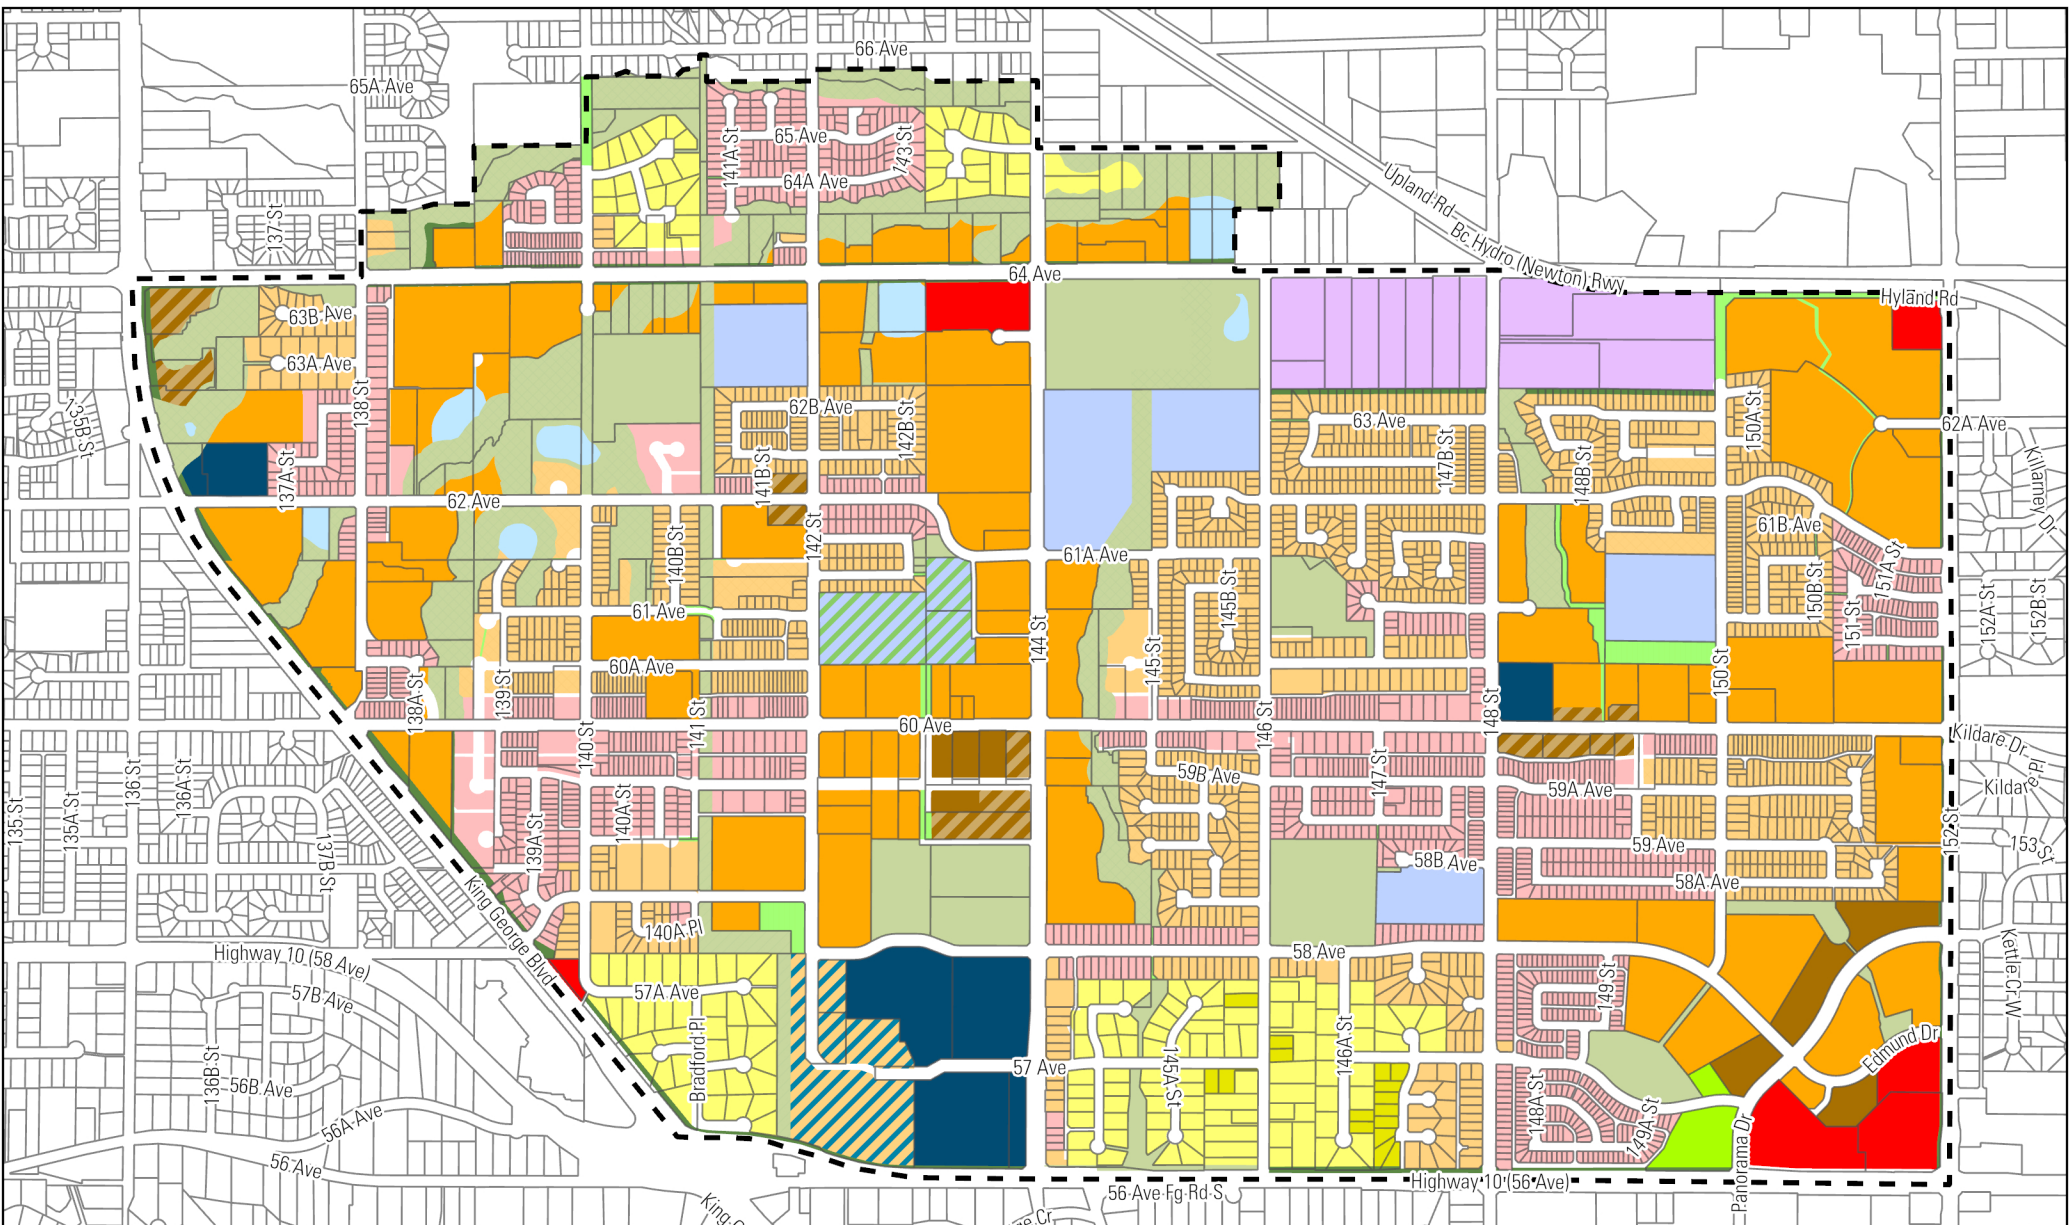 66 Ave
65A Ave
141A St
65 Ave
143 St
64A Ave
137 St
Upland Rd
Bc Hydro (Newton) Rwy
64 Ave
Hyland Rd
63B Ave
63A Ave
138 St
135B St
62B Ave
142B St
63 Ave
147B St
150A St
62A Ave
137A St
141B St
148B St
Killarney Dr
62 Ave
142 St
140B St
61B Ave
61A Ave
151A St
145B St
150B St
152A St
152B St
61 Ave
151 St
144 St
145 St
60A Ave
139 St
150 St
138A St
141 St
146 St
148 St
60 Ave
140 St
Kildare Dr
136 St
136A St
135 St
135A St
147 St
59B Ave
59A Ave
Kildare Pl
140A St
139A St
137B St
152 St
59 Ave
153 St
58B Ave
58A Ave
King George Blvd
140A Pl
58 Ave
Highway 10 (58 Ave)
57A Ave
57B Ave
149 St
Kettle Cr W
Bradford Pl
146A St
145A St
Edmund Dr
57 Ave
136B St
56B Ave
148A St
149A St
56A Ave
Panorama Dr
56 Ave
Highway 10 (56 Ave)
56 Ave Fg Rd S